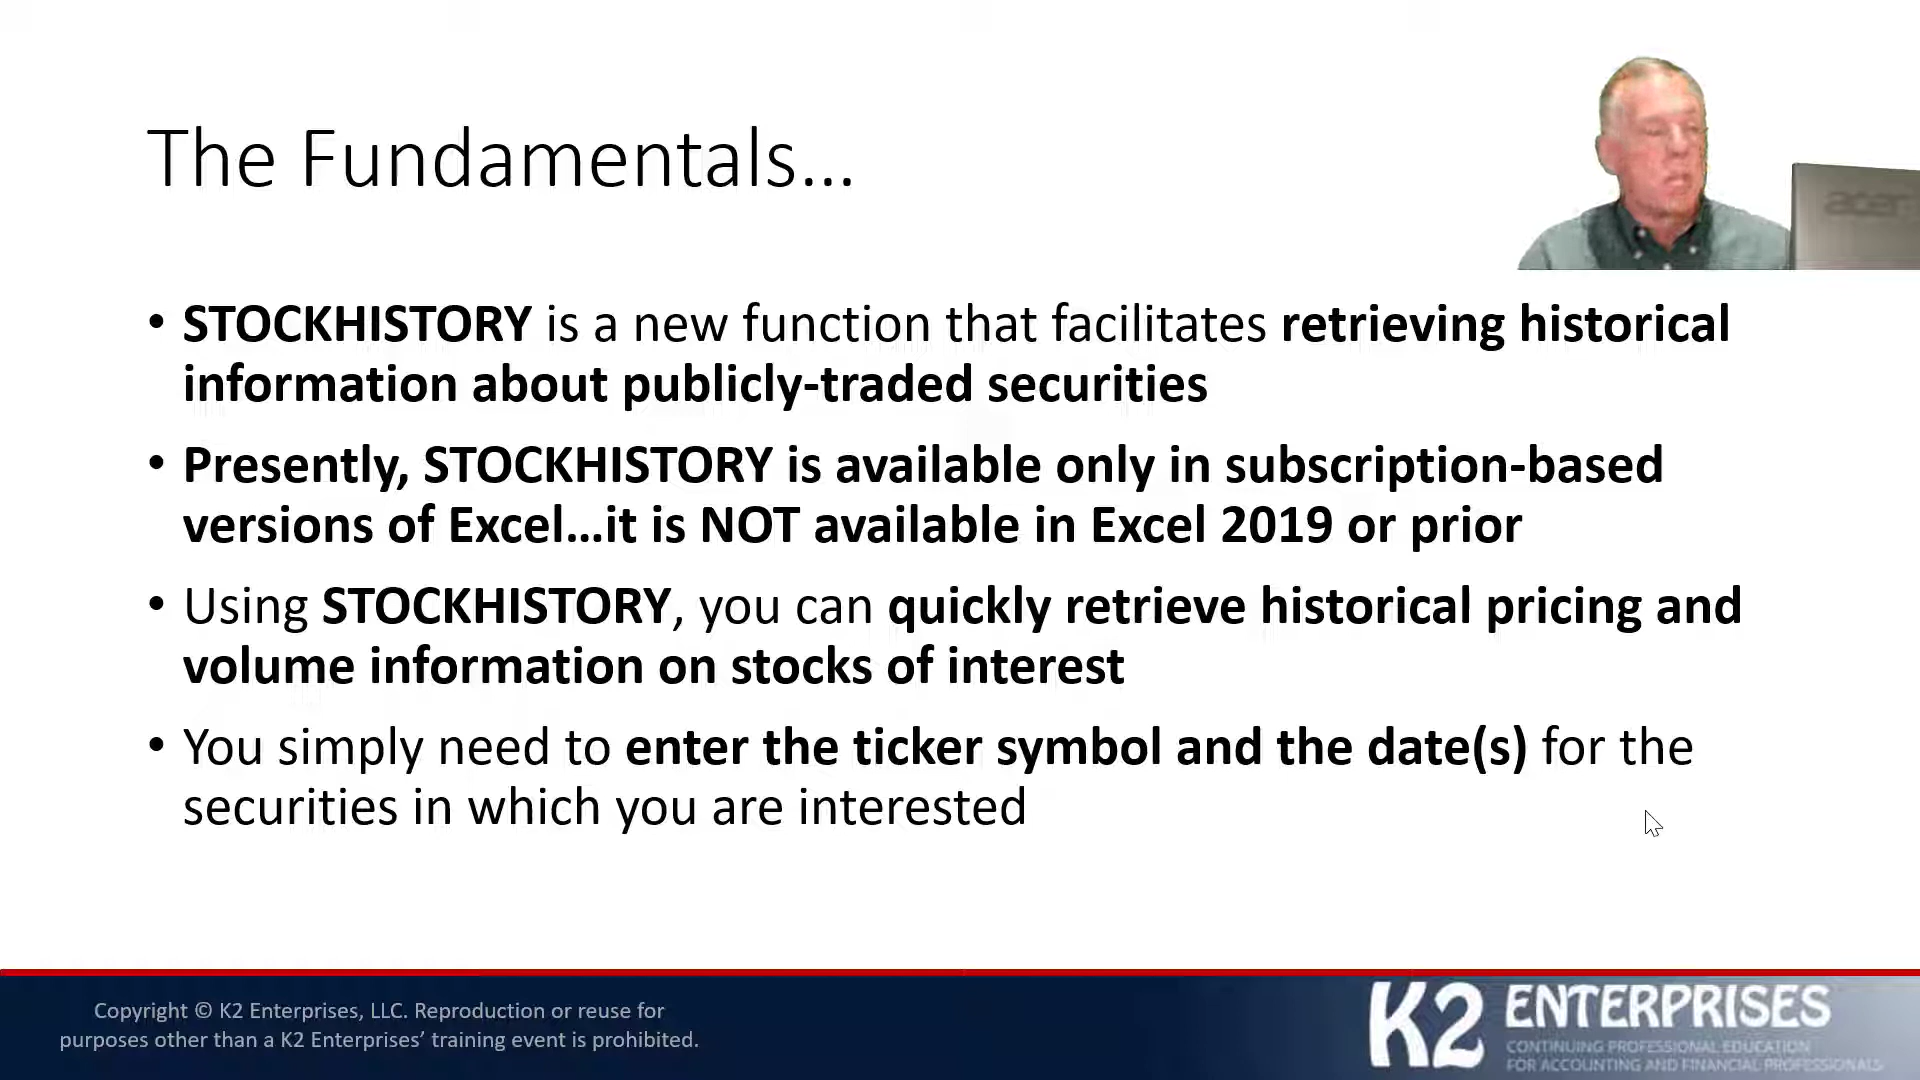 The Fundamentals...
acer
• STOCKHISTORY is a new function that facilitates retrieving historical
information about publicly-traded securities
• Presently, STOCKHISTORY is available only in subscription-based
versions of Excel...it is NOT available in Excel 2019 or prior
• Using STOCKHISTORY, you can quickly retrieve historical pricing and
volume information on stocks of interest
• You simply need to enter the ticker symbol and the date(s) for the
securities in which you are interested
Copyright © K2 Enterprises, LLC. Reproduction or reuse for
purposes other than a K2 Enterprises’ training event is prohibited.
K2 ENTERPRISES
CONTINUING PROFESSIONAL EDUCATION
FOR ACCOUNTING AND FINANCIAL PROFESSIONALS